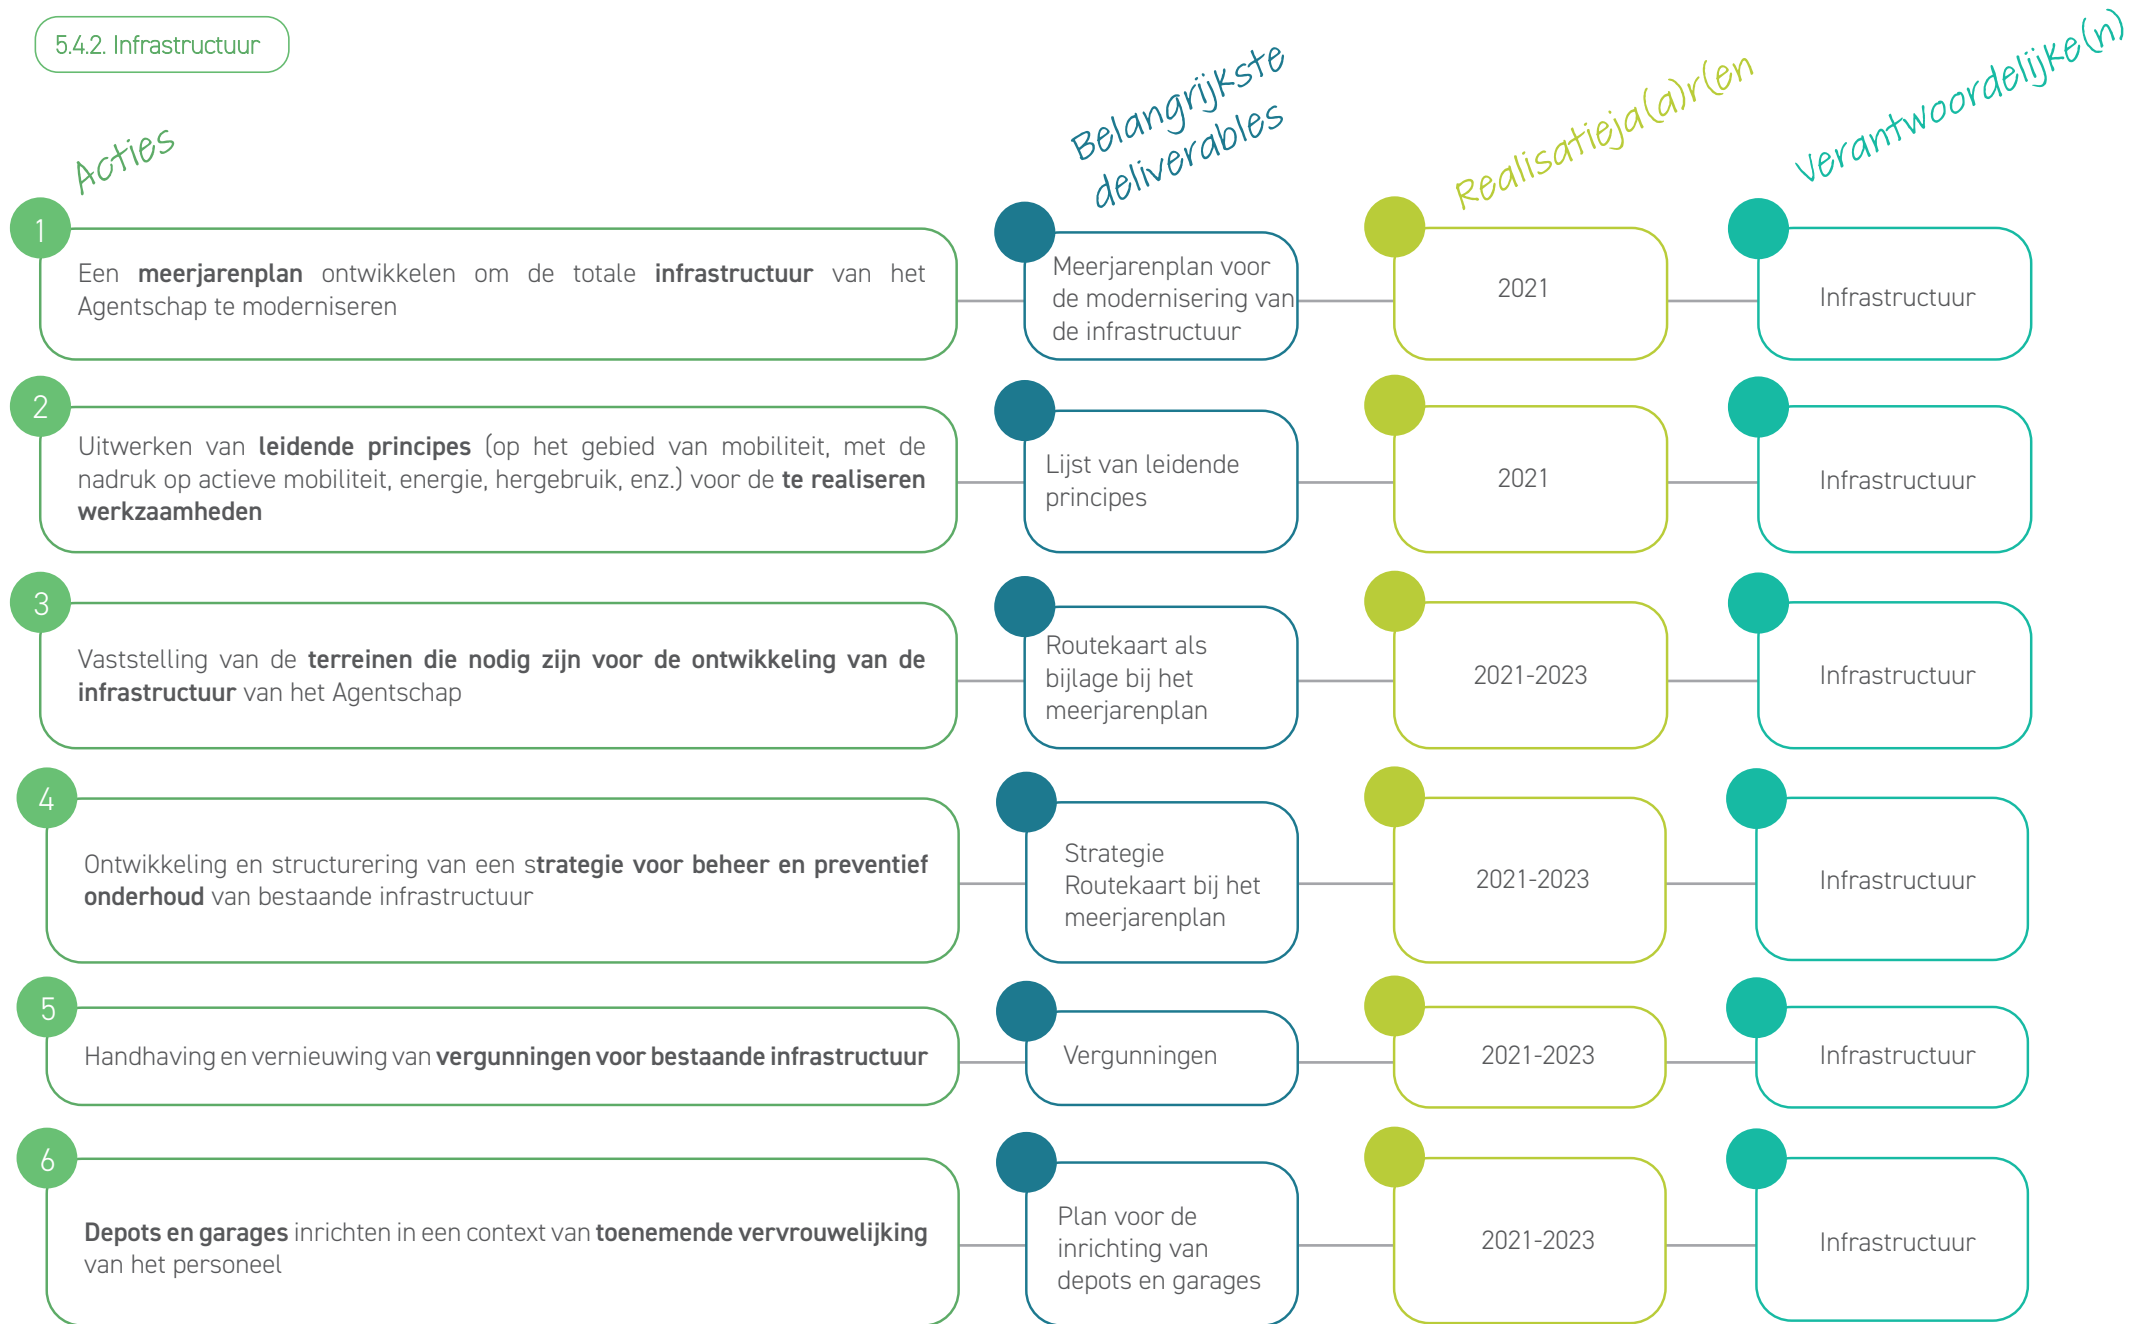 5.4.2. Infrastructuur
Acties
Belangrijkste
deliverables
Realisatieja(a)r(en
Verantwoordelijke(n)
1
Een meerjarenplan ontwikkelen om de totale infrastructuur van het
Agentschap te moderniseren
Meerjarenplan voor
de modernisering van
de infrastructuur
2021
Infrastructuur
2
Uitwerken van leidende principes (op het gebied van mobiliteit, met de
nadruk op actieve mobiliteit, energie, hergebruik, enz.) voor de te realiseren
werkzaamheden
Lijst van leidende
principes
2021
Infrastructuur
3
Vaststelling van de terreinen die nodig zijn voor de ontwikkeling van de
infrastructuur van het Agentschap
Routekaart als
bijlage bij het
meerjarenplan
2021-2023
Infrastructuur
4
Ontwikkeling en structurering van een strategie voor beheer en preventief
onderhoud van bestaande infrastructuur
Strategie
Routekaart bij het
meerjarenplan
2021-2023
Infrastructuur
5
Handhaving en vernieuwing van vergunningen voor bestaande infrastructuur
Vergunningen
2021-2023
Infrastructuur
6
Depots en garages inrichten in een context van toenemende vervrouwelijking
van het personeel
Plan voor de
inrichting van
depots en garages
2021-2023
Infrastructuur